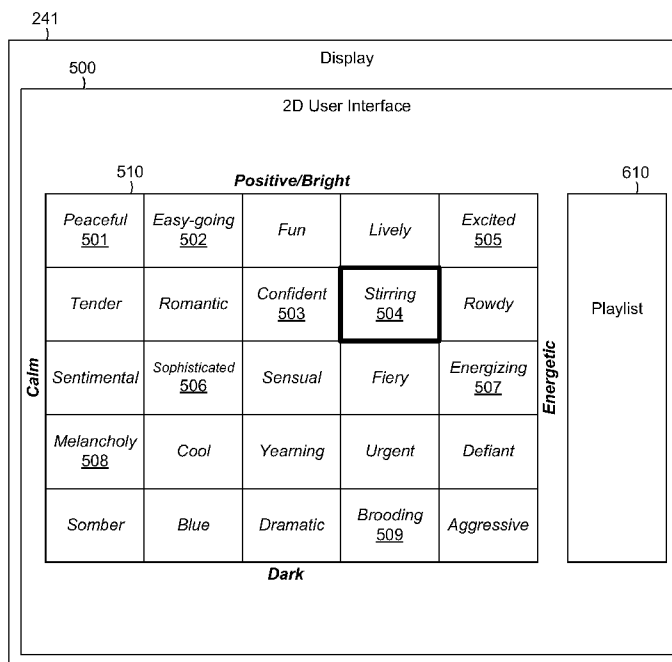 241
Display
500
2D User Interface
510
610
Positive/Bright
Peaceful Easy-going Fun Lively Excited
501 502 505
Tender Romantic Confident Stirring Rowdy
503 504
Playlist
Calm
Energetic
Sentimental Sophisticated Sensual Fiery Energizing
506 507
Melancholy Cool Yearning Urgent Defiant
508
Somber Blue Dramatic Brooding Aggressive
509
Dark